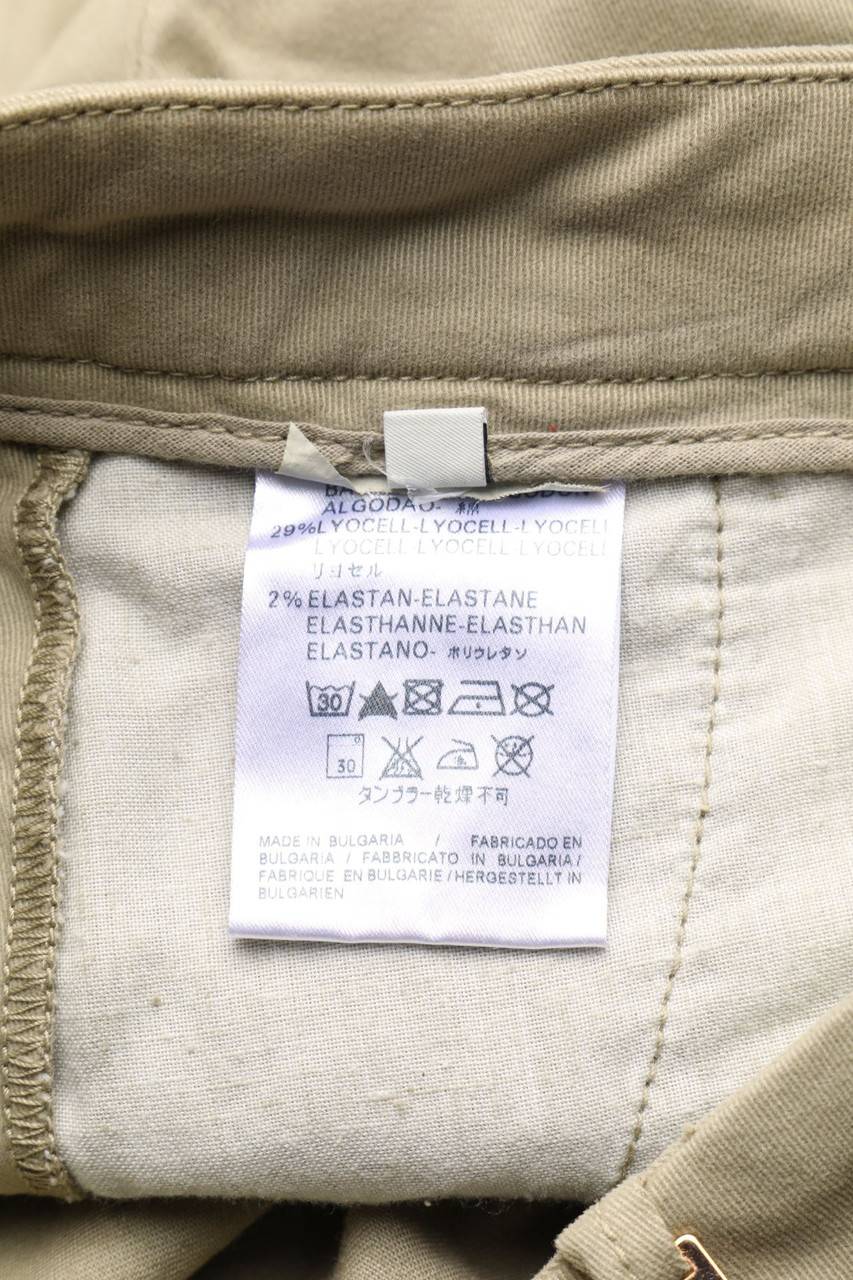 ALGODAO- 綿
29% LYOCELL-LYOCELL-LYOCELL
LYOCELL-LYOCELL-LYOCELL
リヨセル
2% ELASTAN-ELASTANE
ELASTHANNE-ELASTHAN
ELASTANO- ポリウレタン
30
30
タンブラー乾燥不可
MADE IN BULGARIA / FABRICADO EN
BULGARIA / FABBRICATO IN BULGARIA /
FABRIQUE EN BULGARIE / HERGESTELLT IN
BULGARIEN